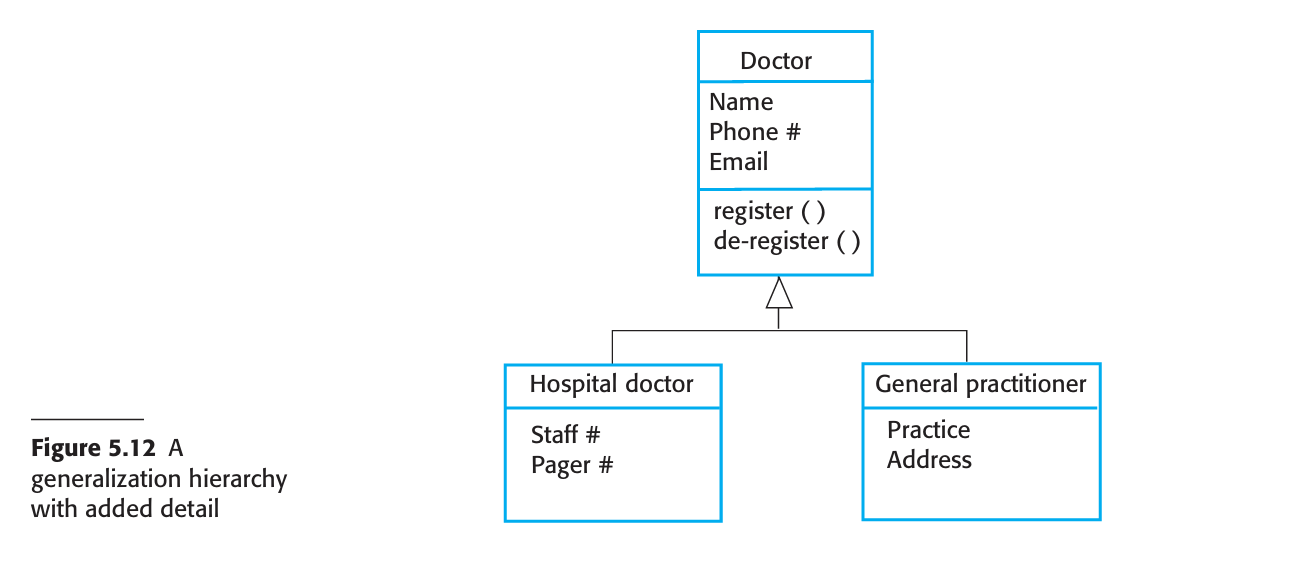 Doctor
Name
Phone #
Email
register ( )
de-register ( )
Hospital doctor
Staff #
Pager #
General practitioner
Practice
Address
Figure 5.12 A
generalization hierarchy
with added detail